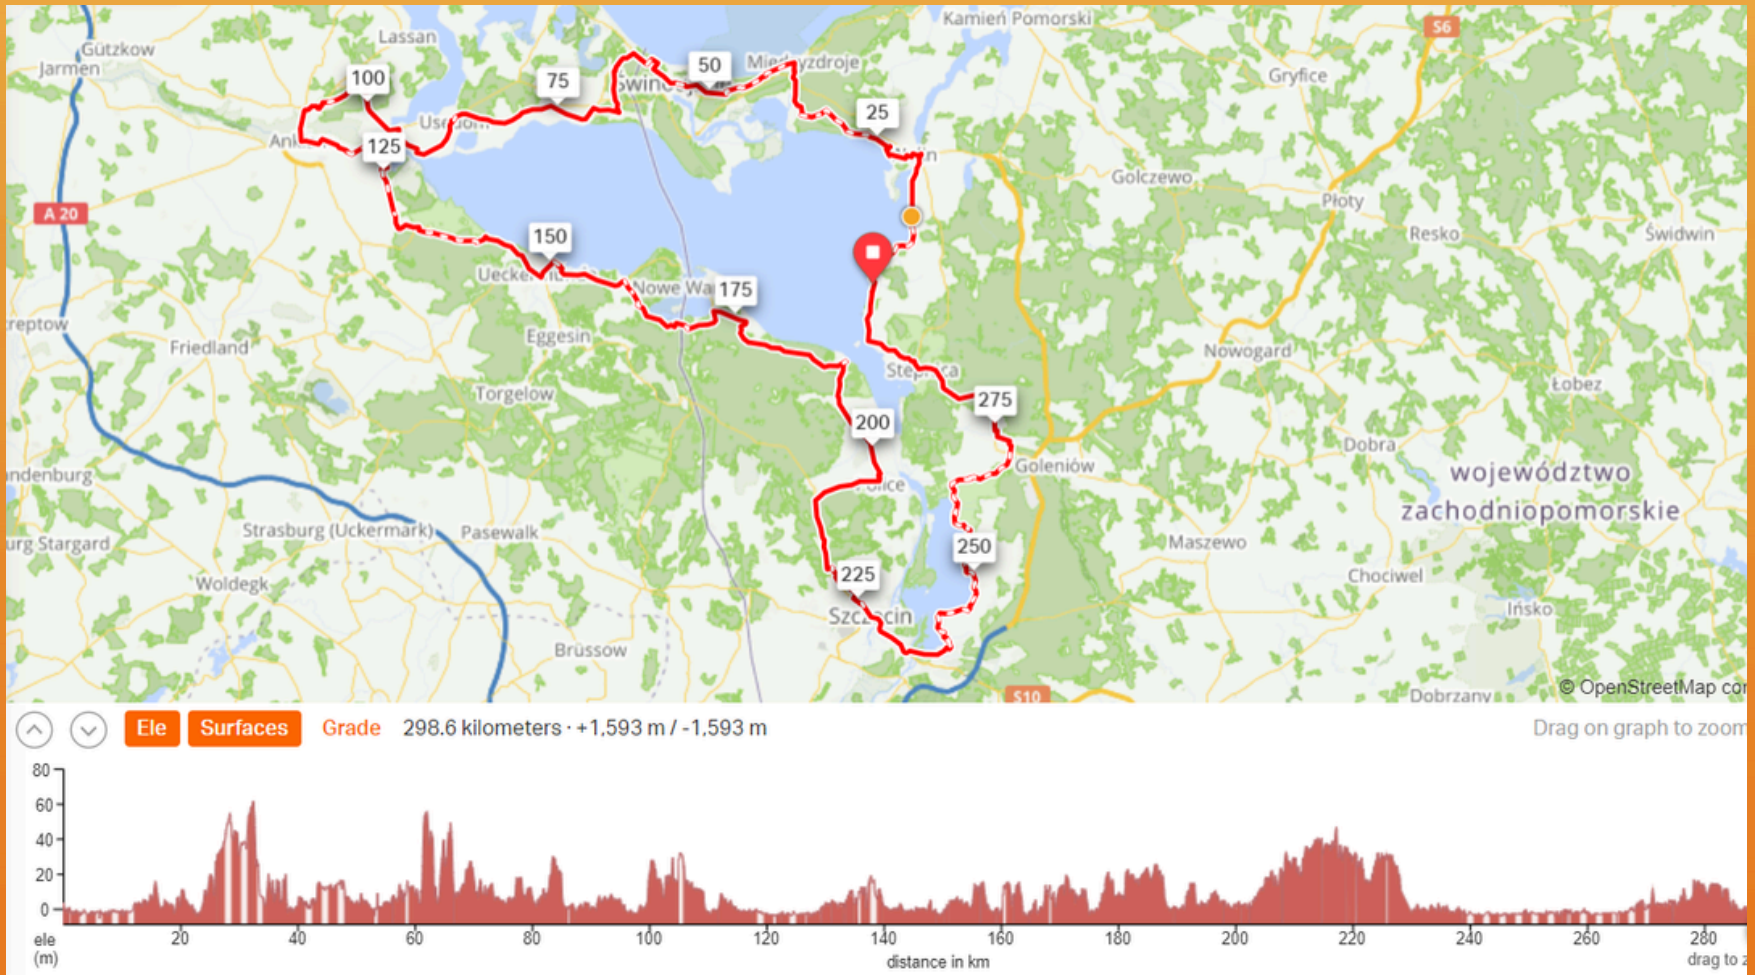 Kamień Pomorski
S6
Lassan
Gützkow
Jarmen
100
75
50
25
Gryfice
125
Golczewo
Płoty
A 20
Resko
Świdwin
150
175
Friedland
Eggesin
Nowogard
Łobez
Torgelow
275
200
Dobra
Goleniów
województwo
zachodniopomorskie
Strasburg (Uckermark)
Pasewalk
Maszewo
250
225
Chociwel
Woldegk
Ińsko
Szczecin
Brüssow
S10
Dobrzany
© OpenStreetMap cor
Ele
Surfaces
Grade
298.6 kilometers · +1,593 m / -1,593 m
Drag on graph to zoom
80
60
40
20
0
ele
(m)
20
40
60
80
100
120
140
160
180
200
220
240
260
280
distance in km
drag to z